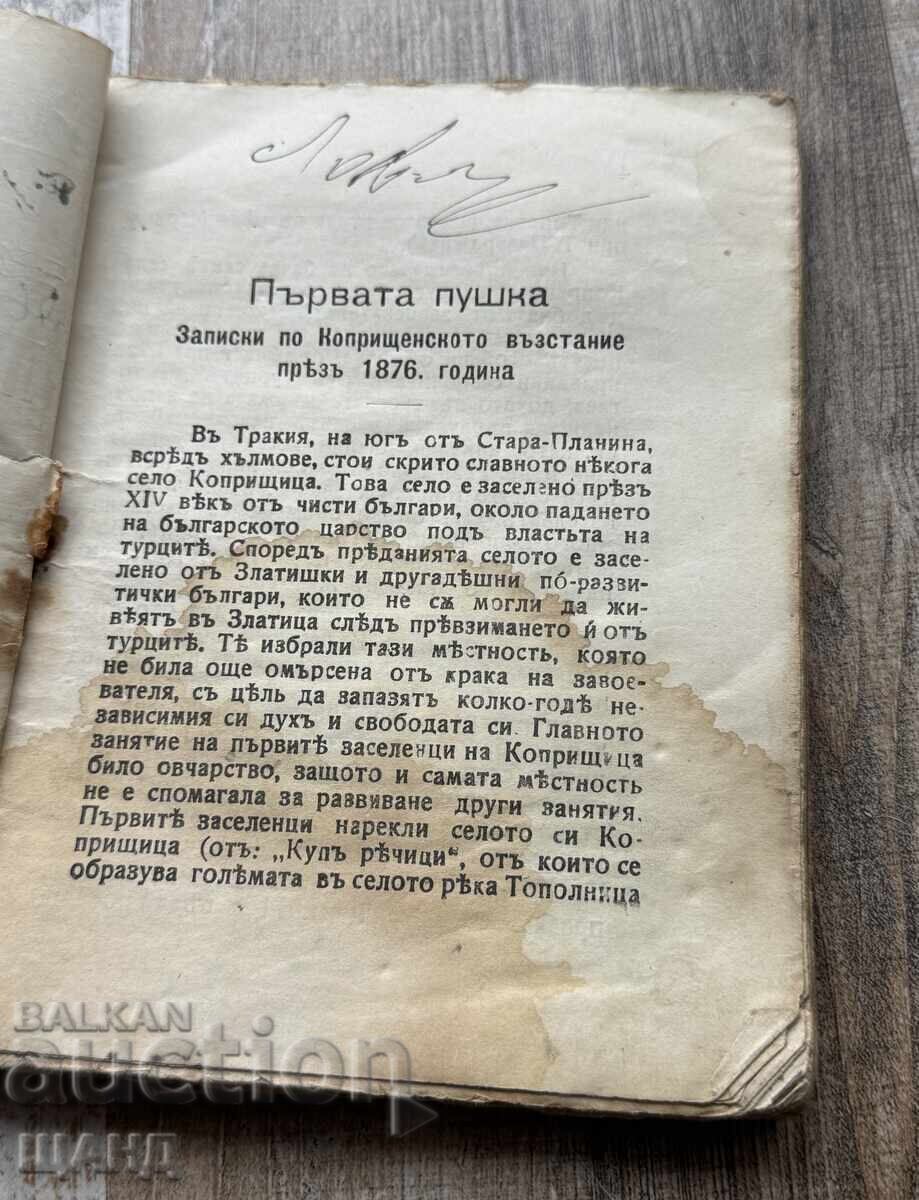 Първата пушка
Записки по Коприщенското възстание
прѣзъ 1876. година
Въ Тракия, на югъ отъ Стара-Планина,
всрѣдъ хълмове, стои скрито славното нѣкога
село Коприщица. Това село е заселено прѣзъ
XIV вѣкъ отъ чисти българи, около падането
на българското царство подъ властьта на
турцитѣ. Споредъ прѣданията селото е засе-
лено отъ Златишки и другадѣшни по́-разви-
тички българи, които не сѫ могли да жи-
вѣятъ въ Златица слѣдъ прѣвзимането ѝ отъ
турцитѣ. Тѣ избрали тази мѣстность, която
не била още омърсена отъ крака на завое-
вателя, съ цѣль да запазятъ колко-годѣ не-
зависимия си духъ и свободата си. Главното
занятие на първитѣ заселенци на Коприщица
било овчарство, защото и самата мѣстность
не е спомагала за развиване други занятия.
Първитѣ заселенци нарекли селото си Ко-
прищица (отъ: „Купъ рѣчици“, отъ които се
образува голѣмата въ селото рѣка Тополница
BALKAN
auction
ШАНД